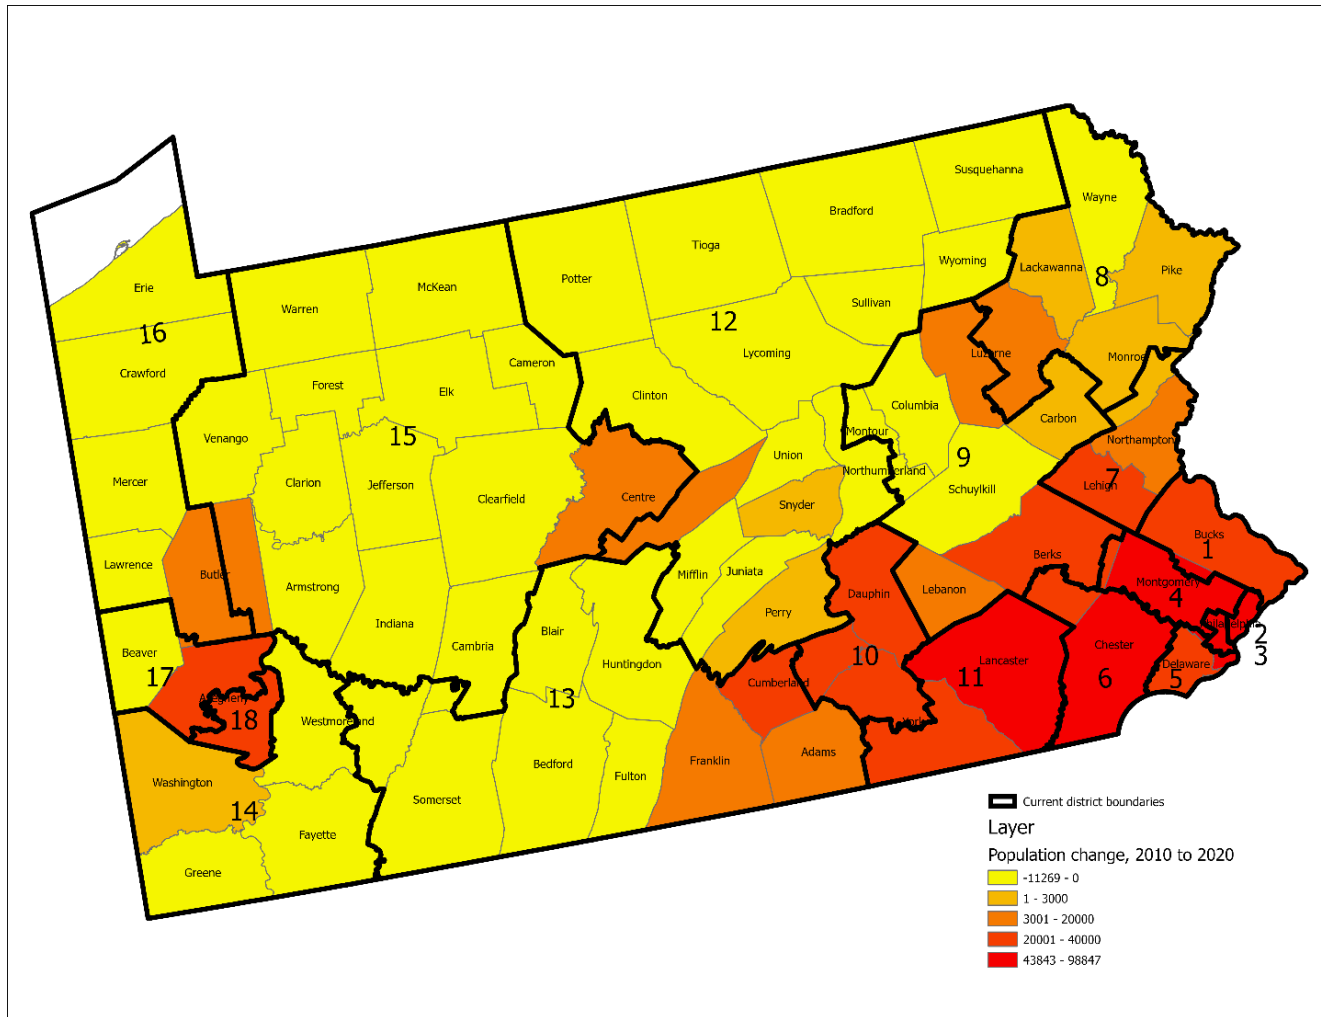 Susquehanna
Wayne
Bradford
Tioga
Wyoming
Lackawanna
Pike
8
Potter
McKean
Erie
Warren
Sullivan
16
12
Lycoming
Luzerne
Monroe
Crawford
Cameron
Forest
Elk
Clinton
Columbia
Carbon
Venango
15
Montour
Northampton
Union
9
Mercer
Clarion
Jefferson
Clearfield
Centre
Northumberland
Schuylkill
Lehigh
7
Snyder
Bucks
1
Lawrence
Butler
Armstrong
Mifflin
Juniata
Berks
Montgomery
4
Dauphin
Lebanon
Perry
Indiana
Blair
Philadelphia
2
3
Beaver
Cambria
Huntingdon
Chester
17
10
Lancaster
11
Delaware
5
6
Allegheny
18
Westmoreland
13
Cumberland
York
Washington
14
Somerset
Bedford
Fulton
Franklin
Adams
Fayette
Greene
Current district boundaries
Layer
Population change, 2010 to 2020
-11269 - 0
1 - 3000
3001 - 20000
20001 - 40000
43843 - 98847